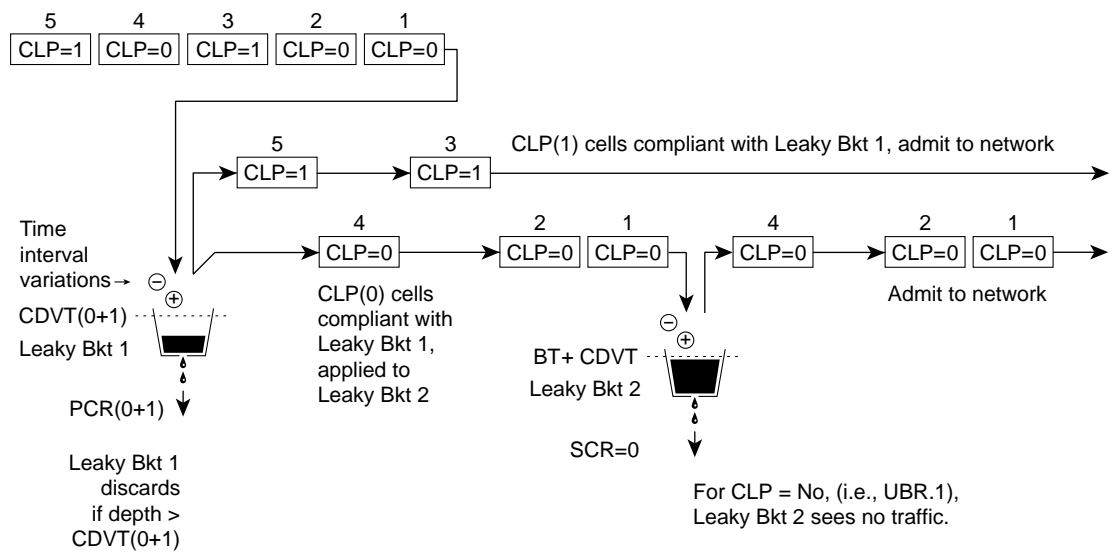 5 4 3 2 1
CLP=1 CLP=0 CLP=1 CLP=0 CLP=0
5 3
CLP=1 CLP=1
CLP(1) cells compliant with Leaky Bkt 1, admit to network
4 2 1 4 2 1
CLP=0 CLP=0 CLP=0 CLP=0 CLP=0 CLP=0
Time
interval
variations
CDVT(0+1)
Leaky Bkt 1
PCR(0+1)
Leaky Bkt 1
discards
if depth >
CDVT(0+1)
CLP(0) cells
compliant with
Leaky Bkt 1,
applied to
Leaky Bkt 2
BT+ CDVT
Leaky Bkt 2
SCR=0
Admit to network
For CLP = No, (i.e., UBR.1),
Leaky Bkt 2 sees no traffic.